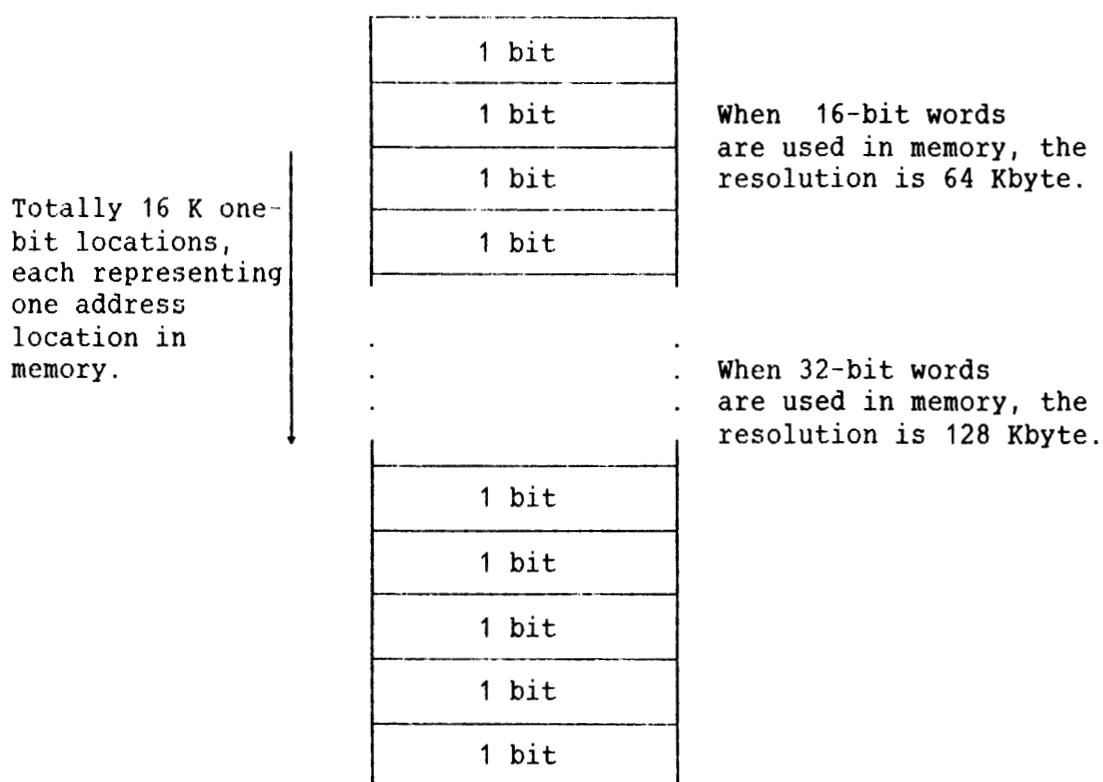 1 bit
1 bit
1 bit
1 bit
When 16-bit words
are used in memory, the
resolution is 64 Kbyte.
Totally 16 K one-
bit locations,
each representing
one address
location in
memory.
When 32-bit words
are used in memory, the
resolution is 128 Kbyte.
1 bit
1 bit
1 bit
1 bit
1 bit